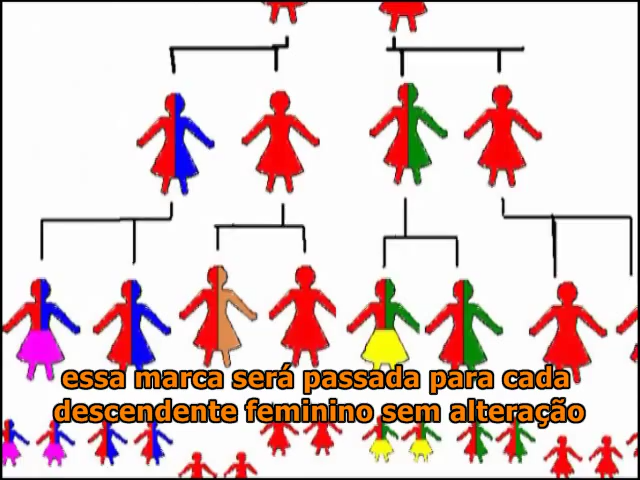 essa marca será passada para cada
descendente feminino sem alteração